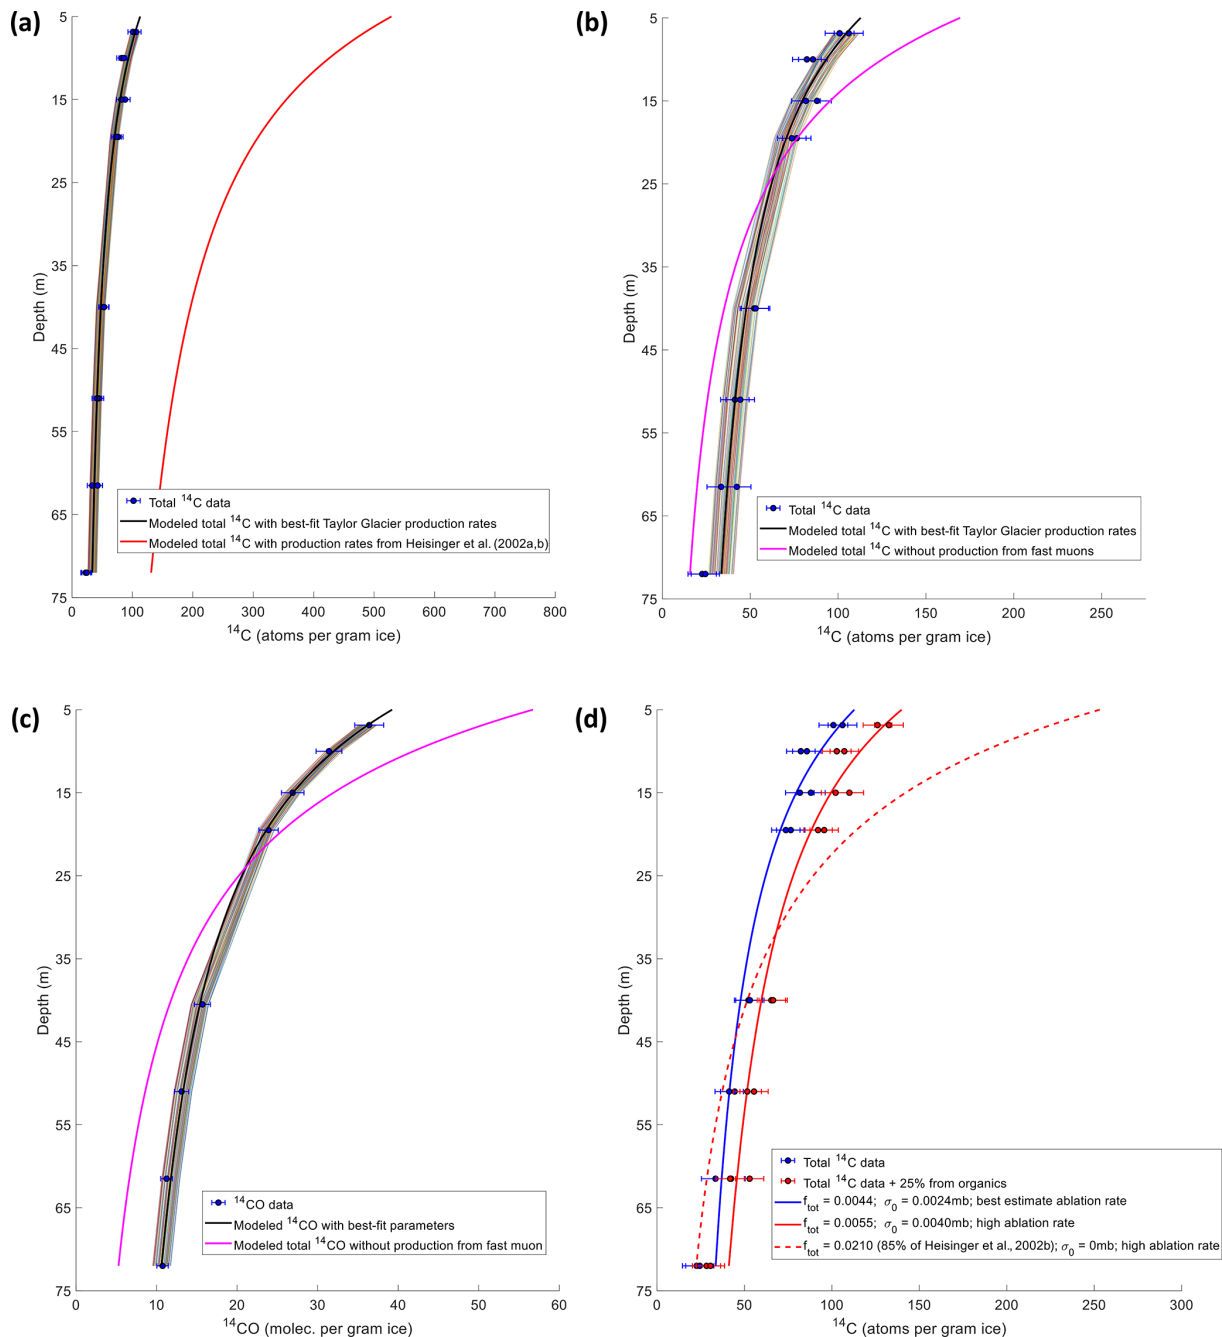 (a)
5
15
25
35
45
55
65
75
Depth (m)
Total ¹⁴C data
Modeled total ¹⁴C with best-fit Taylor Glacier production rates
Modeled total ¹⁴C with production rates from Heisinger et al. (2002a,b)
0 100 200 300 400 500 600 700 800
¹⁴C (atoms per gram ice)
(b)
5
15
25
35
45
55
65
75
Depth (m)
Total ¹⁴C data
Modeled total ¹⁴C with best-fit Taylor Glacier production rates
Modeled total ¹⁴C without production from fast muons
0 50 100 150 200 250
¹⁴C (atoms per gram ice)
(c)
5
15
25
35
45
55
65
75
Depth (m)
¹⁴CO data
Modeled ¹⁴CO with best-fit parameters
Modeled total ¹⁴CO without production from fast muon
0 10 20 30 40 50 60
¹⁴CO (molec. per gram ice)
(d)
5
15
25
35
45
55
65
75
Depth (m)
Total ¹⁴C data
Total ¹⁴C data + 25% from organics
f_tot = 0.0044; σ₀ = 0.0024mb; best estimate ablation rate
f_tot = 0.0055; σ₀ = 0.0040mb; high ablation rate
f_tot = 0.0210 (85% of Heisinger et al., 2002b); σ₀ = 0mb; high ablation rate
0 50 100 150 200 250 300
¹⁴C (atoms per gram ice)